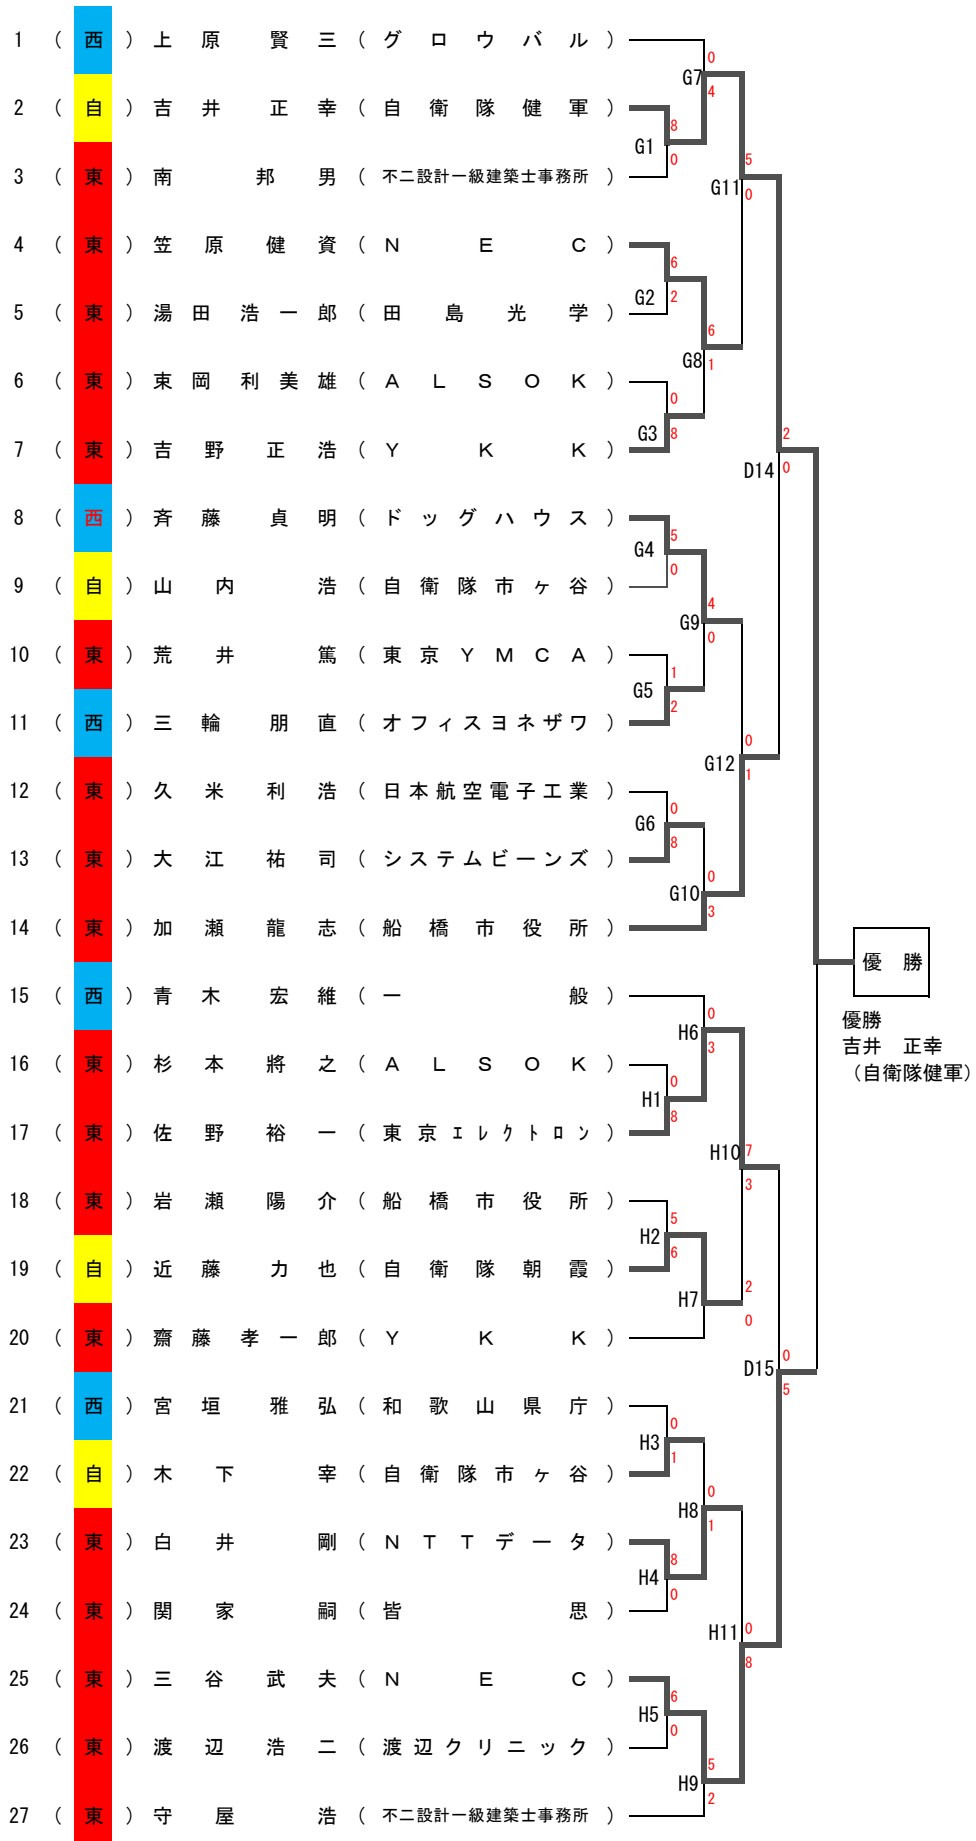 1 ( 西 ) 上原 賢三 ( グロウバル )
0
G7
4
2 ( 自 ) 吉井 正幸 ( 自衛隊健軍 )
8
G1
0
5
3 ( 東 ) 南 邦男 ( 不二設計一級建築士事務所 )
G11
0
4 ( 東 ) 笠原 健資 ( NEC )
6
G2 2
5 ( 東 ) 湯田 浩一郎 ( 田島光学 )
6
G8
1
6 ( 東 ) 東岡 利美雄 ( ALSOK )
0
G3 8
2
7 ( 東 ) 吉野 正浩 ( YKK )
D14 0
8 ( 西 ) 斉藤 貞明 ( ドッグハウス )
5
G4
0
9 ( 自 ) 山内 浩 ( 自衛隊市ヶ谷 )
4
G9
0
10 ( 東 ) 荒井 篤 ( 東京YMCA )
1
G5
2
11 ( 西 ) 三輪 朋直 ( オフィスヨネザワ )
0
G12
1
12 ( 東 ) 久米 利浩 ( 日本航空電子工業 )
0
G6
8
13 ( 東 ) 大江 祐司 ( システムビーンズ )
0
G10
3
14 ( 東 ) 加瀬 龍志 ( 船橋市役所 )
優 勝
15 ( 西 ) 青木 宏維 ( 一般 )
0
H6
3
優勝
吉井 正幸
(自衛隊健軍)
16 ( 東 ) 杉本 將之 ( ALSOK )
0
H1
8
17 ( 東 ) 佐野 裕一 ( 東京エレクトロン )
H10 7
3
18 ( 東 ) 岩瀬 陽介 ( 船橋市役所 )
5
H2
6
19 ( 自 ) 近藤 力也 ( 自衛隊朝霞 )
2
H7
0
20 ( 東 ) 齋藤 孝一郎 ( YKK )
0
D15
5
21 ( 西 ) 宮垣 雅弘 ( 和歌山県庁 )
0
H3
1
22 ( 自 ) 木下 宰 ( 自衛隊市ヶ谷 )
0
H8
1
23 ( 東 ) 白井 剛 ( NTTデータ )
8
H4
0
24 ( 東 ) 関家 嗣 ( 皆思 )
0
H11
8
25 ( 東 ) 三谷 武夫 ( NEC )
6
H5
0
26 ( 東 ) 渡辺 浩二 ( 渡辺クリニック )
5
H9
2
27 ( 東 ) 守屋 浩 ( 不二設計一級建築士事務所 )